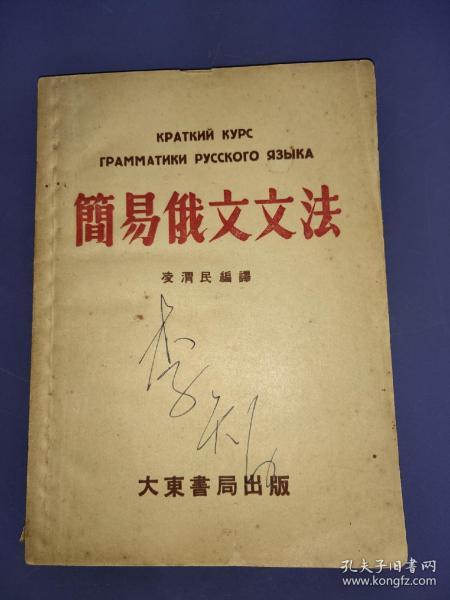 КРАТКИЙ КУРС
ГРАММАТИКИ РУССКОГО ЯЗЫКА
簡易俄文文法
凌渭民編譯
大東書局出版
孔夫子旧书网
www.kongfz.com